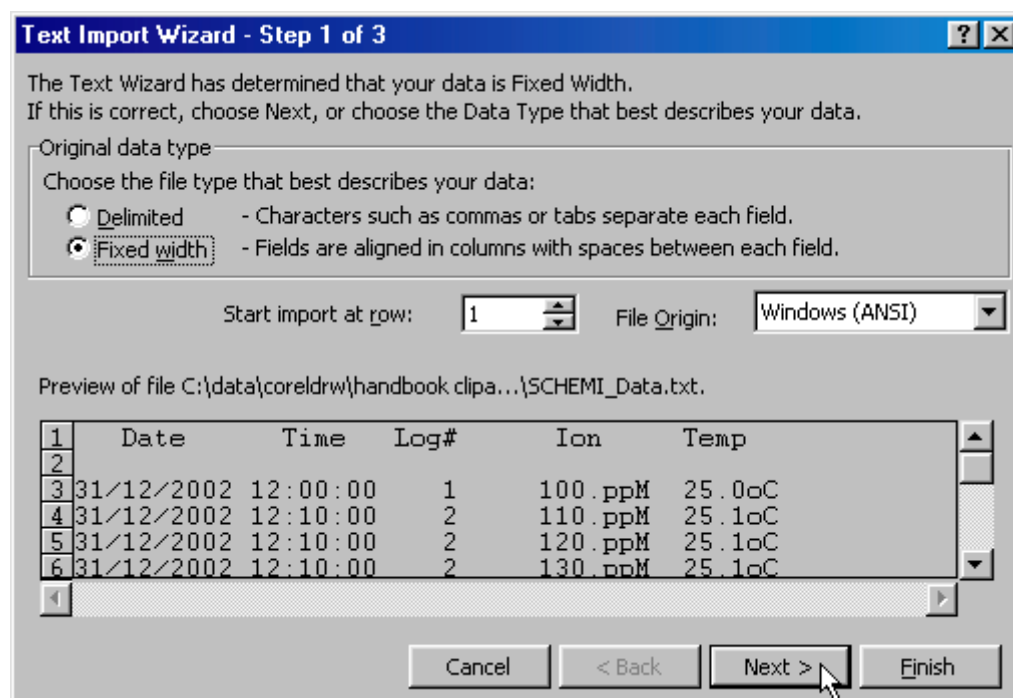 Text Import Wizard - Step 1 of 3
The Text Wizard has determined that your data is Fixed Width.
If this is correct, choose Next, or choose the Data Type that best describes your data.
Original data type
Choose the file type that best describes your data:
Delimited - Characters such as commas or tabs separate each field.
Fixed width - Fields are aligned in columns with spaces between each field.
Start import at row: 1 File Origin: Windows (ANSI)
Preview of file C:\data\coreldrw\handbook clipa...\SCHEMI_Data.txt.
1 Date Time Log# Ion Temp
2
3 31/12/2002 12:00:00 1 100.ppM 25.0oC
4 31/12/2002 12:10:00 2 110.ppM 25.1oC
5 31/12/2002 12:10:00 2 120.ppM 25.1oC
6 31/12/2002 12:10:00 2 130.ppM 25.1oC
Cancel < Back Next > Finish